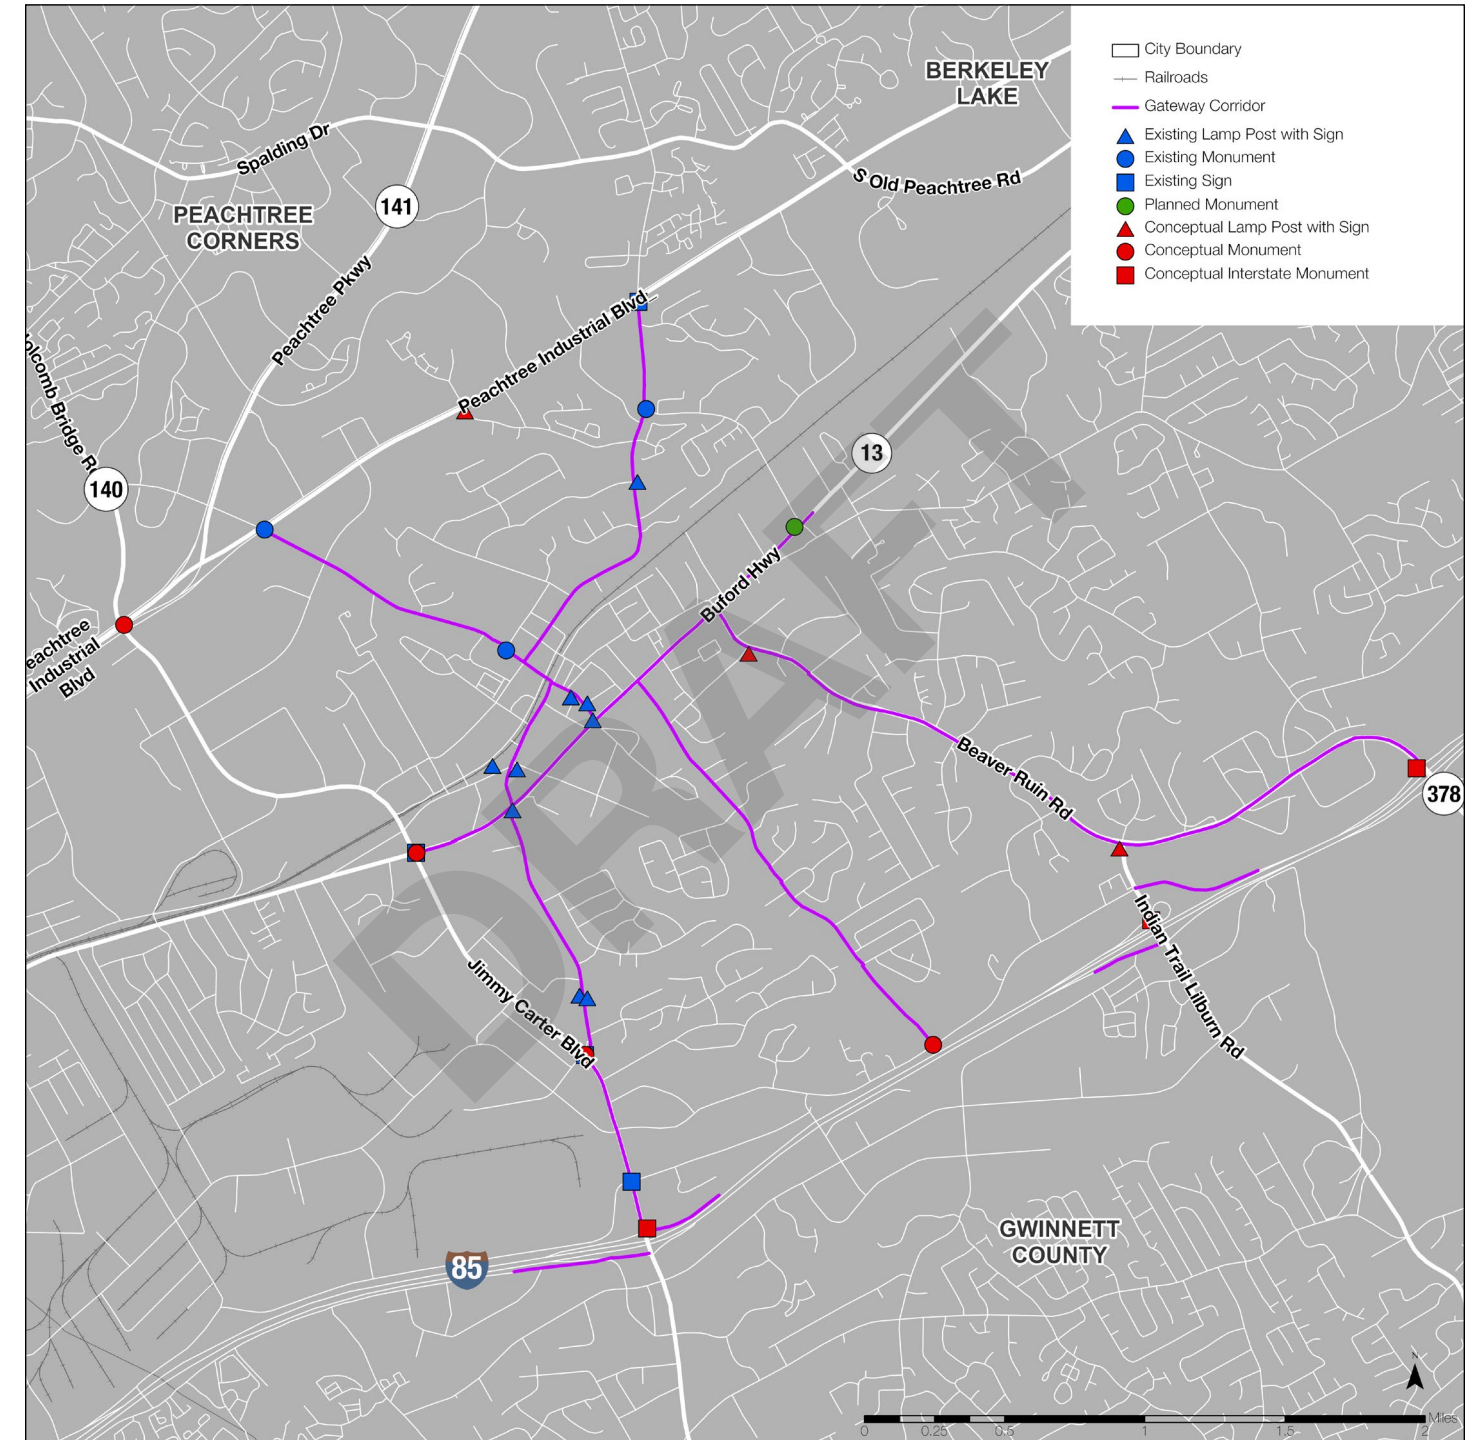 BERKELEY
LAKE
City Boundary
Railroads
Gateway Corridor
Existing Lamp Post with Sign
Existing Monument
Existing Sign
Planned Monument
Conceptual Lamp Post with Sign
Conceptual Monument
Conceptual Interstate Monument
Spalding Dr
S Old Peachtree Rd
141
PEACHTREE
CORNERS
Peachtree Pkwy
Peachtree Industrial Blvd
olcomb Bridge Rd
140
13
Buford Hwy
eachtree
Industrial
Blvd
DRAFT
Beaver Ruin Rd
378
Indian Trail Lilburn Rd
Jimmy Carter Blvd
GWINNETT
COUNTY
85
N
Miles
0 0.25 0.5 1 1.5 2